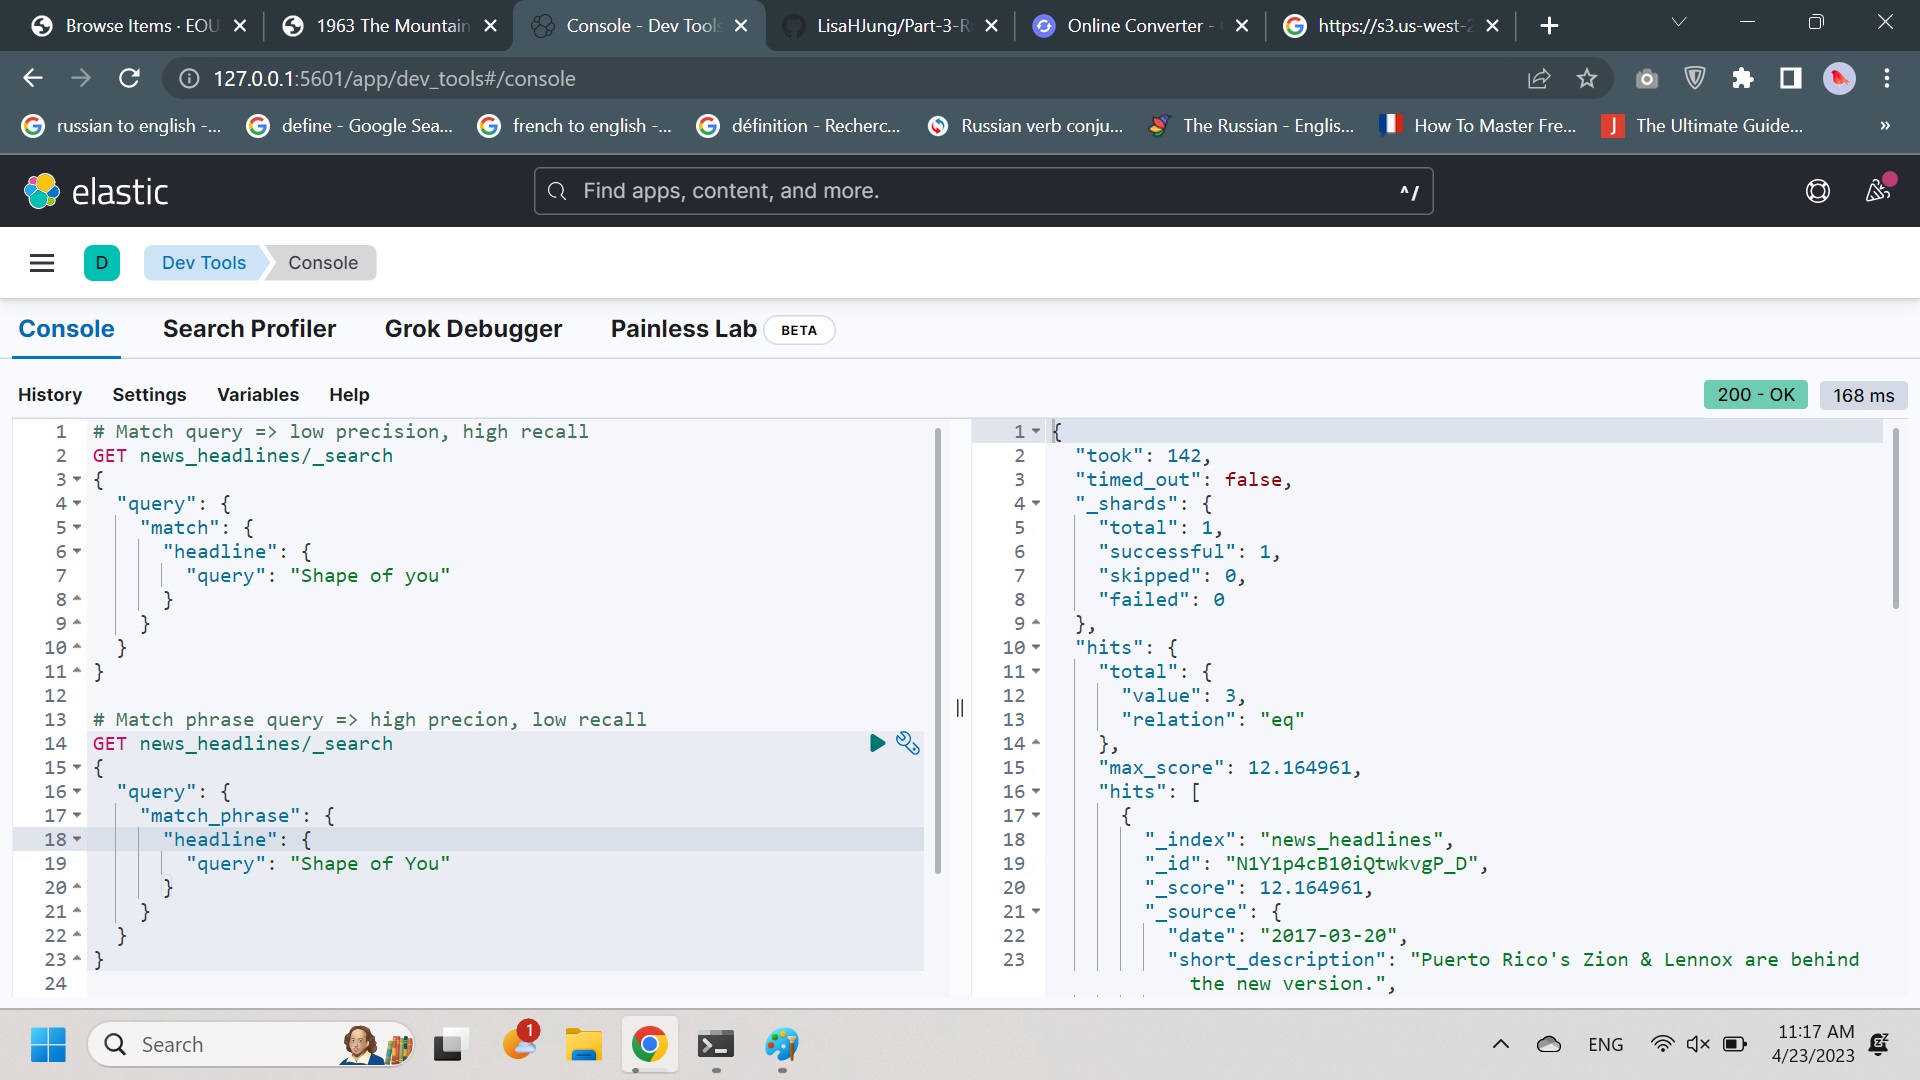 Browse Items · EOU
1963 The Mountain
Console - Dev Tools
LisaHJung/Part-3-R
Online Converter -
https://s3.us-west-2
127.0.0.1:5601/app/dev_tools#/console
russian to english -...
define - Google Sea...
french to english -...
définition - Recherc...
Russian verb conju...
The Russian - Englis...
How To Master Fre...
J
The Ultimate Guide...
»
elastic
Find apps, content, and more.
^/
D
Dev Tools
Console
Console
Search Profiler
Grok Debugger
Painless Lab
BETA
History
Settings
Variables
Help
200 - OK
168 ms
1 # Match query => low precision, high recall
2 GET news_headlines/_search
3 {
4 "query": {
5 "match": {
6 "headline": {
7 "query": "Shape of you"
8 }
9 }
10 }
11 }
12
13 # Match phrase query => high precion, low recall
14 GET news_headlines/_search
15 {
16 "query": {
17 "match_phrase": {
18 "headline": {
19 "query": "Shape of You"
20 }
21 }
22 }
23 }
24
1 {
2 "took": 142,
3 "timed_out": false,
4 "_shards": {
5 "total": 1,
6 "successful": 1,
7 "skipped": 0,
8 "failed": 0
9 },
10 "hits": {
11 "total": {
12 "value": 3,
13 "relation": "eq"
14 },
15 "max_score": 12.164961,
16 "hits": [
17 {
18 "_index": "news_headlines",
19 "_id": "N1Y1p4cB10iQtwkvgP_D",
20 "_score": 12.164961,
21 "_source": {
22 "date": "2017-03-20",
23 "short_description": "Puerto Rico's Zion & Lennox are behind
the new version.",
Search
1
ENG
11:17 AM
4/23/2023